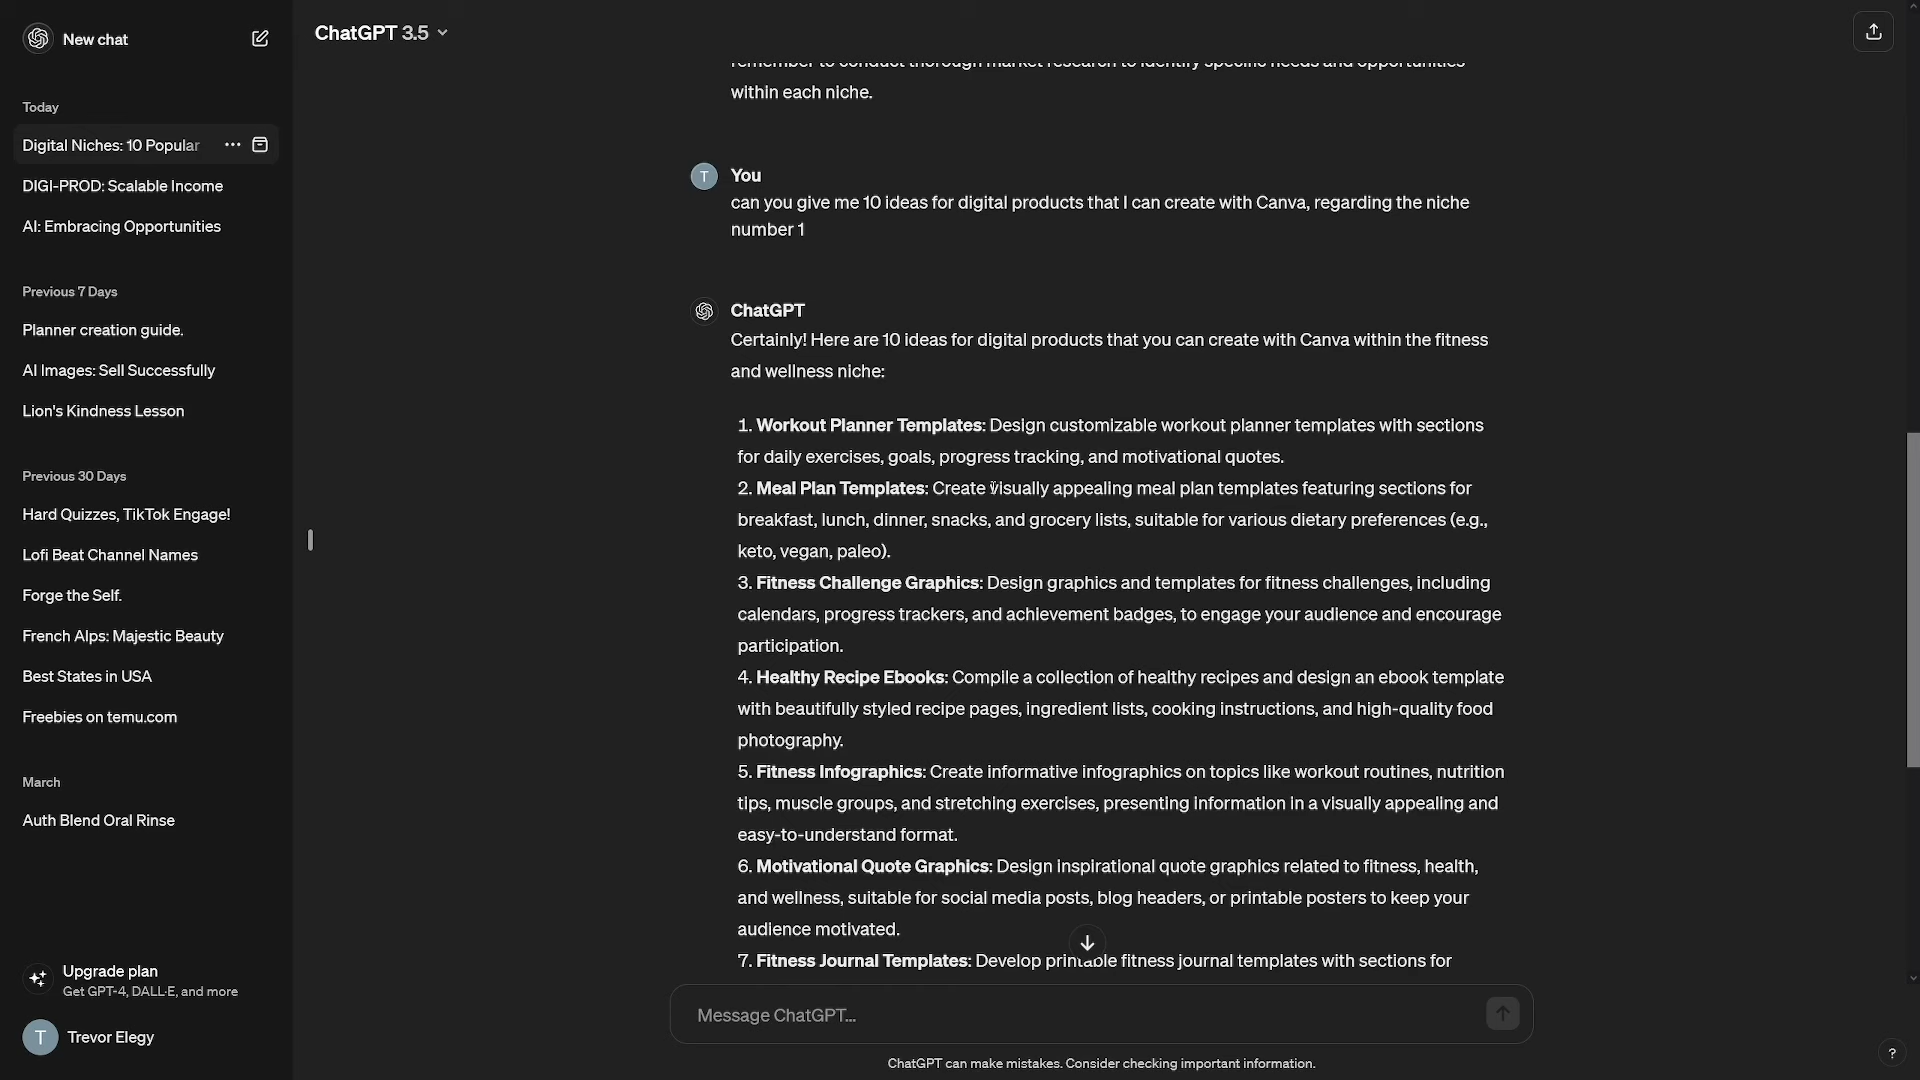 New chat
Today
Digital Niches: 10 Popular
DIGI-PROD: Scalable Income
AI: Embracing Opportunities
Previous 7 Days
Planner creation guide.
AI Images: Sell Successfully
Lion's Kindness Lesson
Previous 30 Days
Hard Quizzes, TikTok Engage!
Lofi Beat Channel Names
Forge the Self.
French Alps: Majestic Beauty
Best States in USA
Freebies on temu.com
March
Auth Blend Oral Rinse
Upgrade plan
Get GPT-4, DALL·E, and more
T
Trevor Elegy
ChatGPT 3.5
remember to conduct thorough market research to identify specific needs and opportunities
within each niche.
T
You
can you give me 10 ideas for digital products that I can create with Canva, regarding the niche
number 1
ChatGPT
Certainly! Here are 10 ideas for digital products that you can create with Canva within the fitness
and wellness niche:
1. Workout Planner Templates: Design customizable workout planner templates with sections
for daily exercises, goals, progress tracking, and motivational quotes.
2. Meal Plan Templates: Create visually appealing meal plan templates featuring sections for
breakfast, lunch, dinner, snacks, and grocery lists, suitable for various dietary preferences (e.g.,
keto, vegan, paleo).
3. Fitness Challenge Graphics: Design graphics and templates for fitness challenges, including
calendars, progress trackers, and achievement badges, to engage your audience and encourage
participation.
4. Healthy Recipe Ebooks: Compile a collection of healthy recipes and design an ebook template
with beautifully styled recipe pages, ingredient lists, cooking instructions, and high-quality food
photography.
5. Fitness Infographics: Create informative infographics on topics like workout routines, nutrition
tips, muscle groups, and stretching exercises, presenting information in a visually appealing and
easy-to-understand format.
6. Motivational Quote Graphics: Design inspirational quote graphics related to fitness, health,
and wellness, suitable for social media posts, blog headers, or printable posters to keep your
audience motivated.
7. Fitness Journal Templates: Develop printable fitness journal templates with sections for
Message ChatGPT...
ChatGPT can make mistakes. Consider checking important information.
?